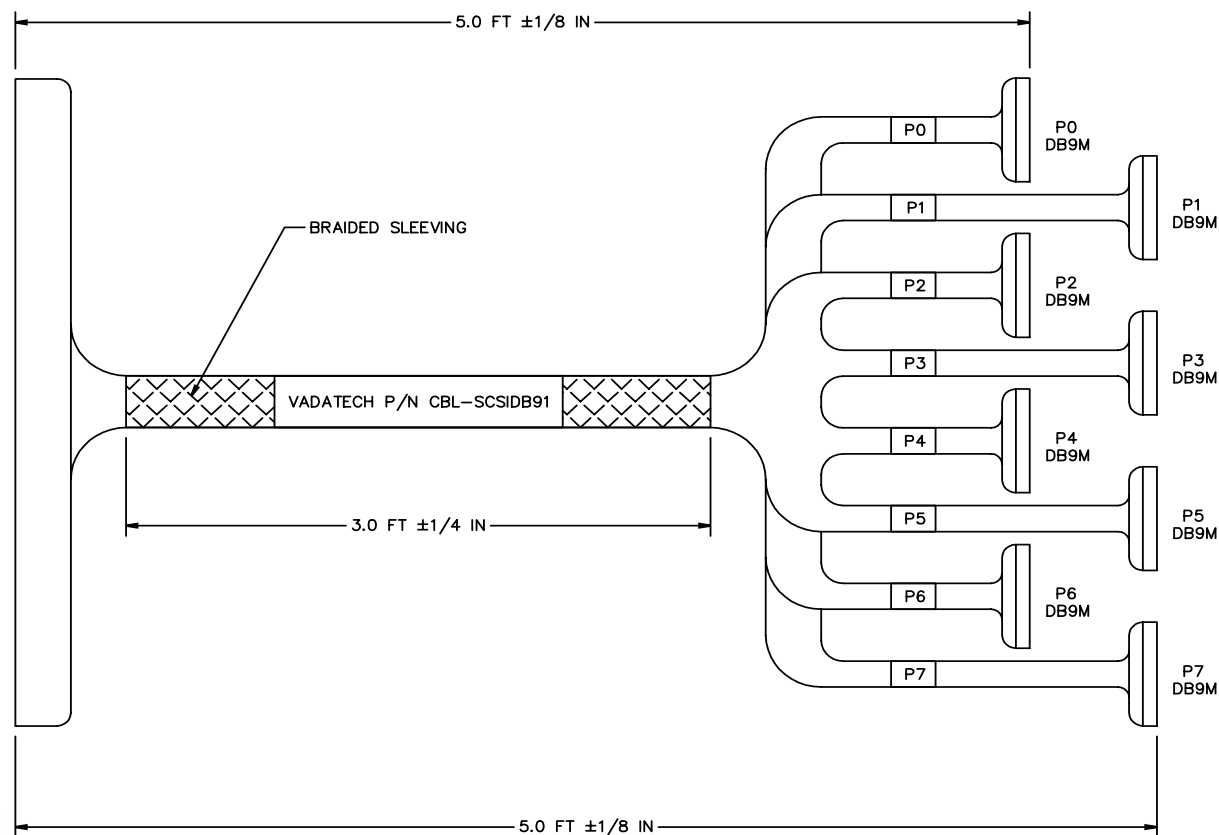 5.0 FT ±1/8 IN
P0
P0
DB9M
P1
P1
DB9M
BRAIDED SLEEVING
P2
P2
DB9M
P3
P3
DB9M
VADATECH P/N CBL-SCSIDB91
P4
P4
DB9M
3.0 FT ±1/4 IN
P5
P5
DB9M
P6
P6
DB9M
P7
P7
DB9M
5.0 FT ±1/8 IN